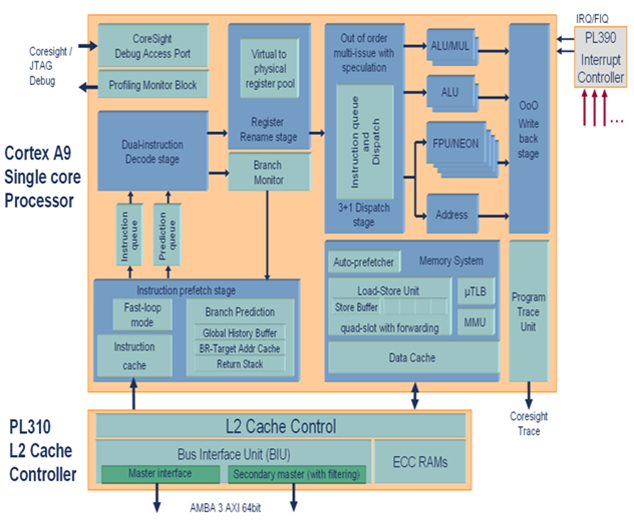 IRQ/FIQ
PL390
Interrupt
Controller
...
Coresight /
JTAG
Debug
CoreSight
Debug Access Port
Profiling Monitor Block
Virtual to
physical
register pool
Register
Rename stage
Out of order
multi-issue with
speculation
Instruction queue
and
Dispatch
3+1 Dispatch
stage
ALU/MUL
ALU
FPU/NEON
Address
OoO
Write
back
stage
Cortex A9
Single core
Processor
Dual-instruction
Decode stage
Branch
Monitor
Instruction
queue
Prediction
queue
Instruction prefetch stage
Fast-loop
mode
Instruction
cache
Branch Prediction
Global History Buffer
BR-Target Addr Cache
Return Stack
Auto-prefetcher
Memory System
Load-Store Unit
Store Buffer
quad-slot with forwarding
µTLB
MMU
Data Cache
Program
Trace
Unit
Coresight
Trace
PL310
L2 Cache
Controller
L2 Cache Control
Bus Interface Unit (BIU)
Master interface
Secondary master (with filtering)
ECC RAMs
AMBA 3 AXI 64bit